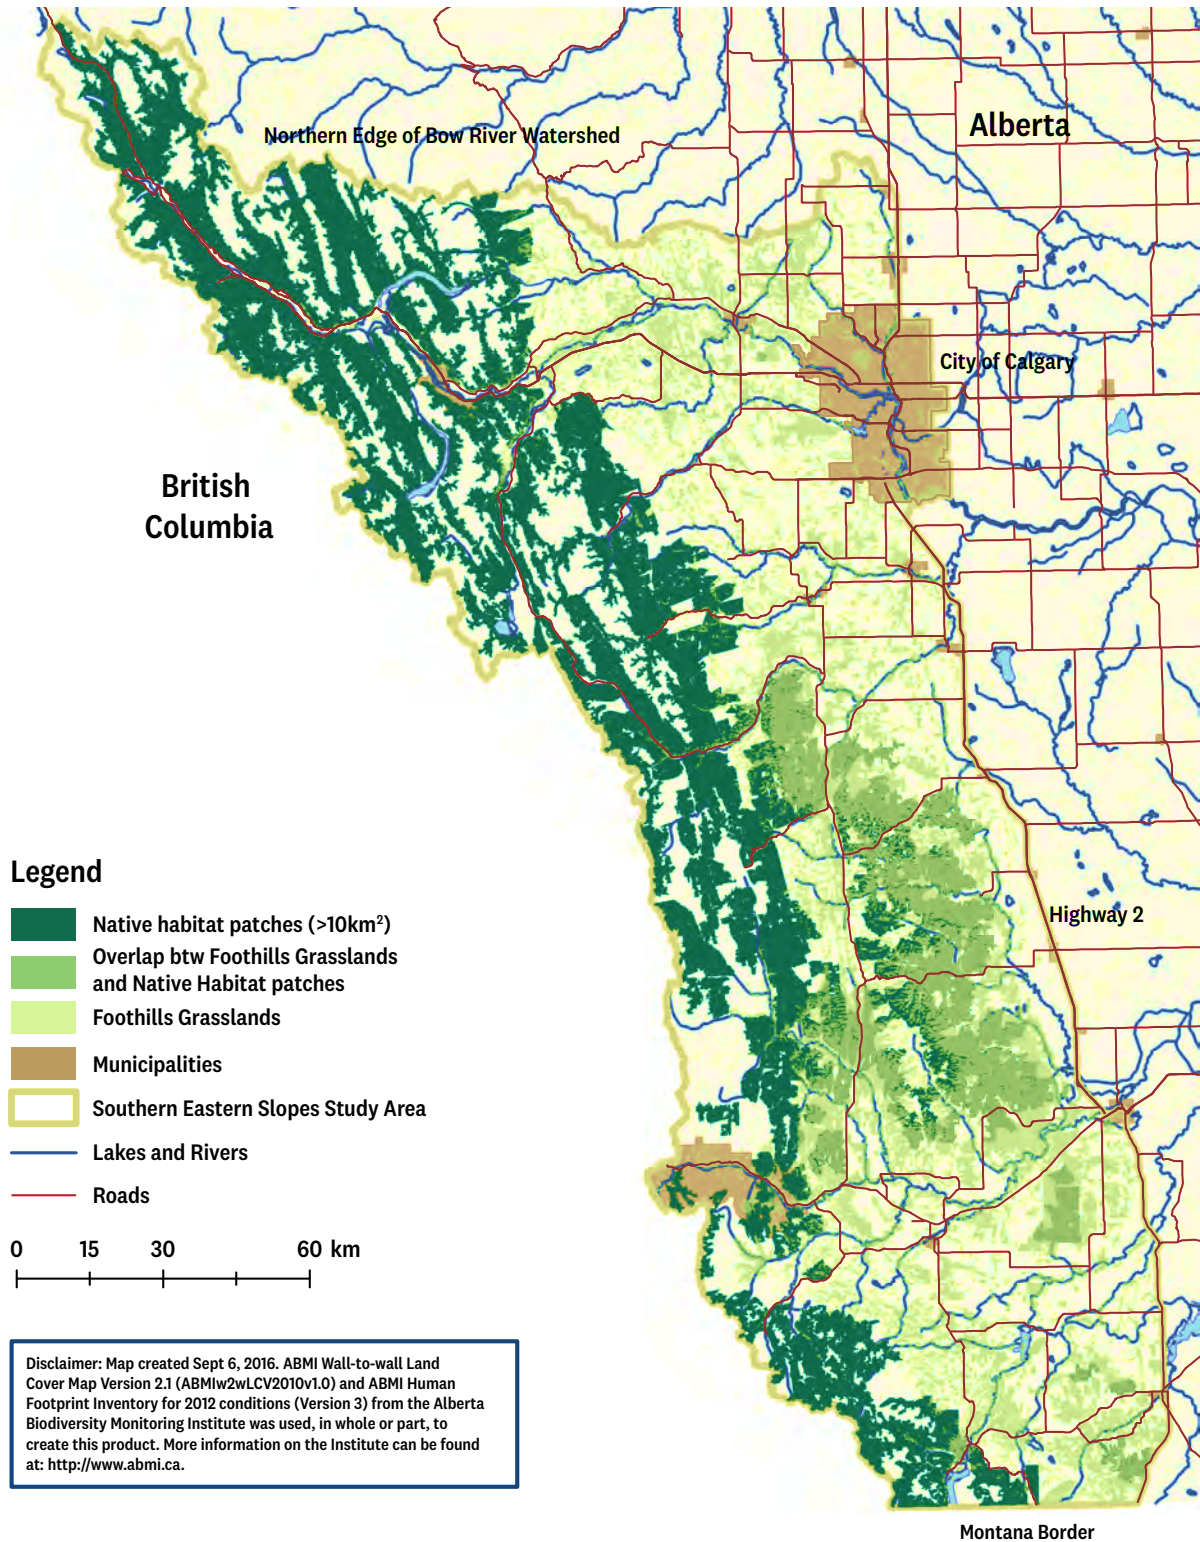 Northern Edge of Bow River Watershed
Alberta
City of Calgary
British
Columbia
Legend
Native habitat patches (>10km²)
Overlap btw Foothills Grasslands
and Native Habitat patches
Foothills Grasslands
Municipalities
Southern Eastern Slopes Study Area
Lakes and Rivers
Roads
0 15 30 60 km
Highway 2
Disclaimer: Map created Sept 6, 2016. ABMI Wall-to-wall Land
Cover Map Version 2.1 (ABMIw2wLCV2010v1.0) and ABMI Human
Footprint Inventory for 2012 conditions (Version 3) from the Alberta
Biodiversity Monitoring Institute was used, in whole or part, to
create this product. More information on the Institute can be found
at: http://www.abmi.ca.
Montana Border